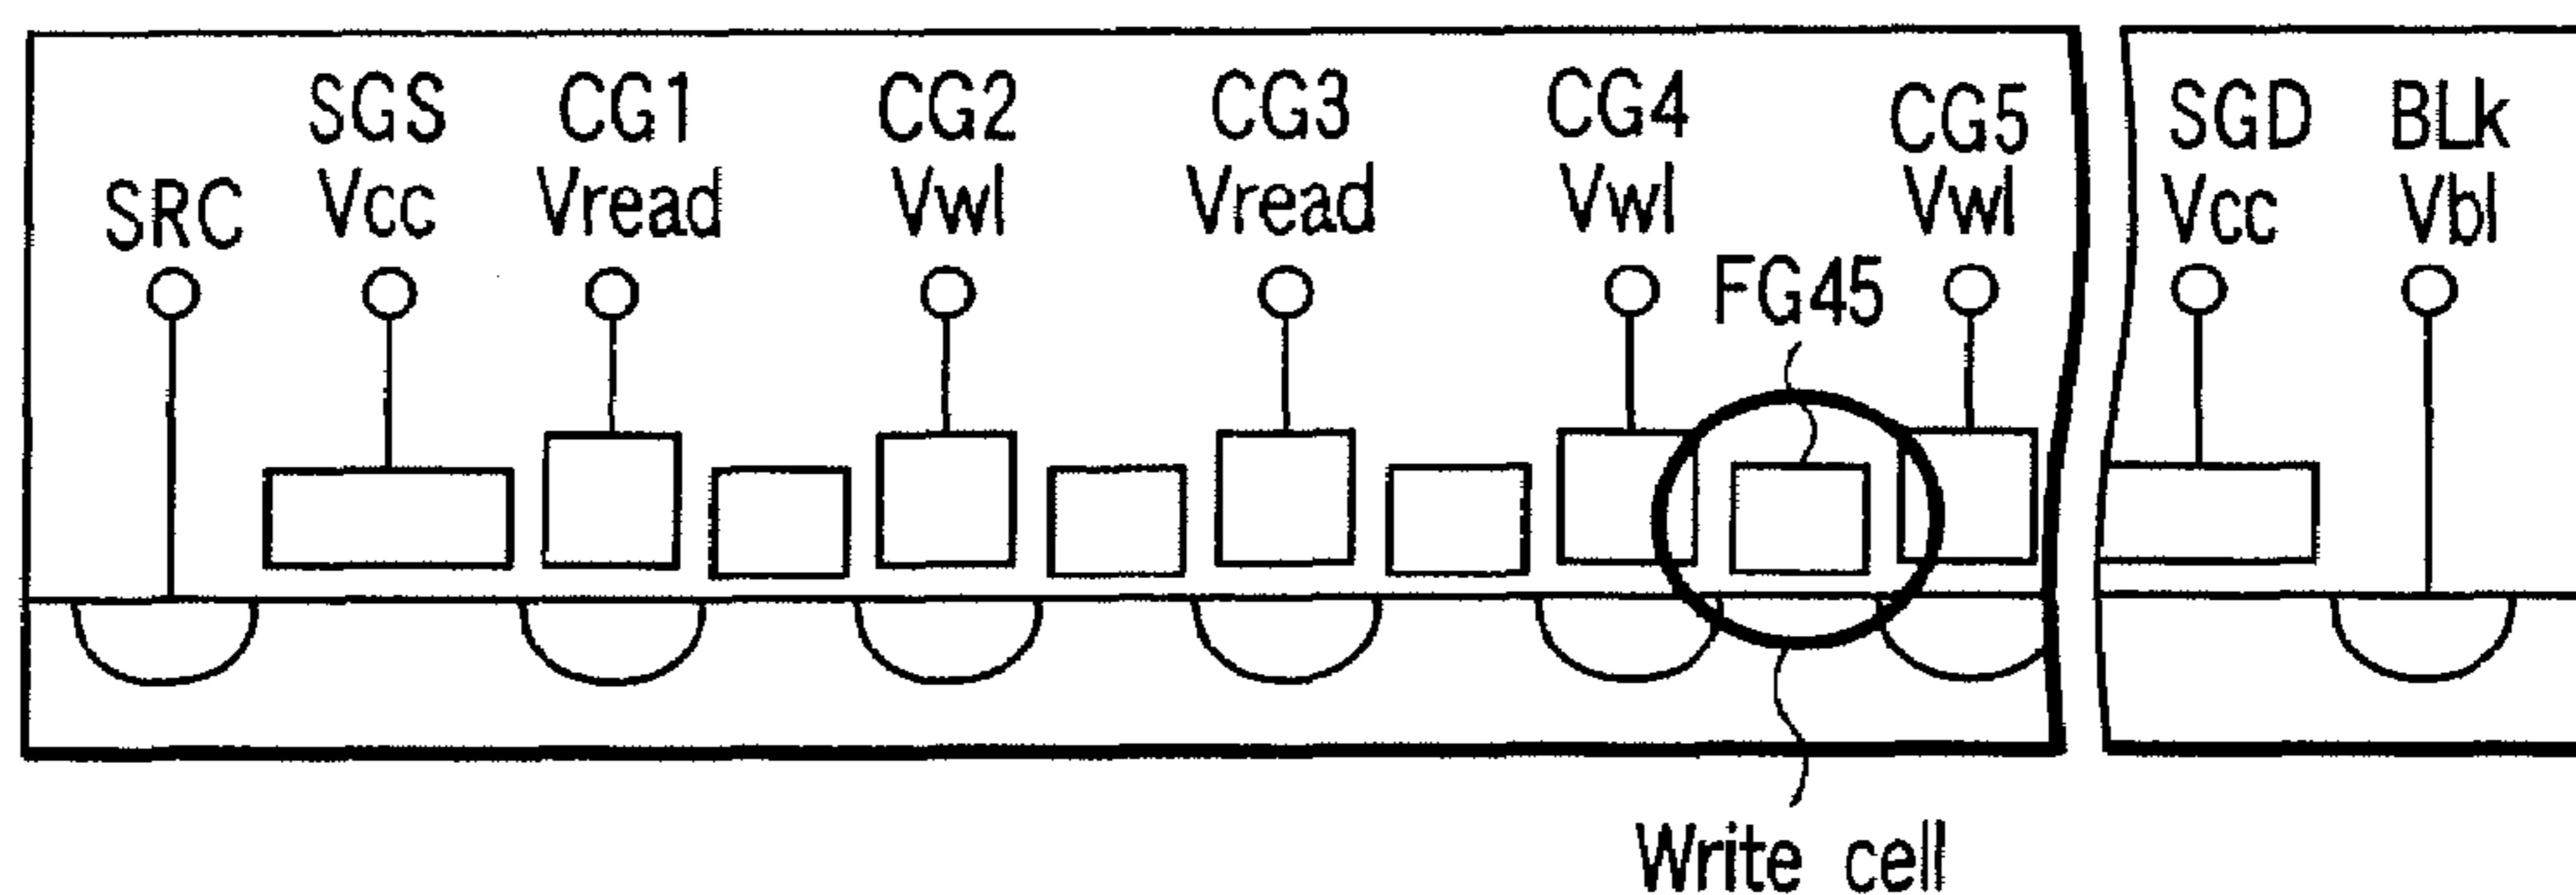 SRC
SGS
Vcc
CG1
Vread
CG2
Vwl
CG3
Vread
CG4
Vwl
FG45
CG5
Vwl
SGD
Vcc
BLk
Vbl
Write cell